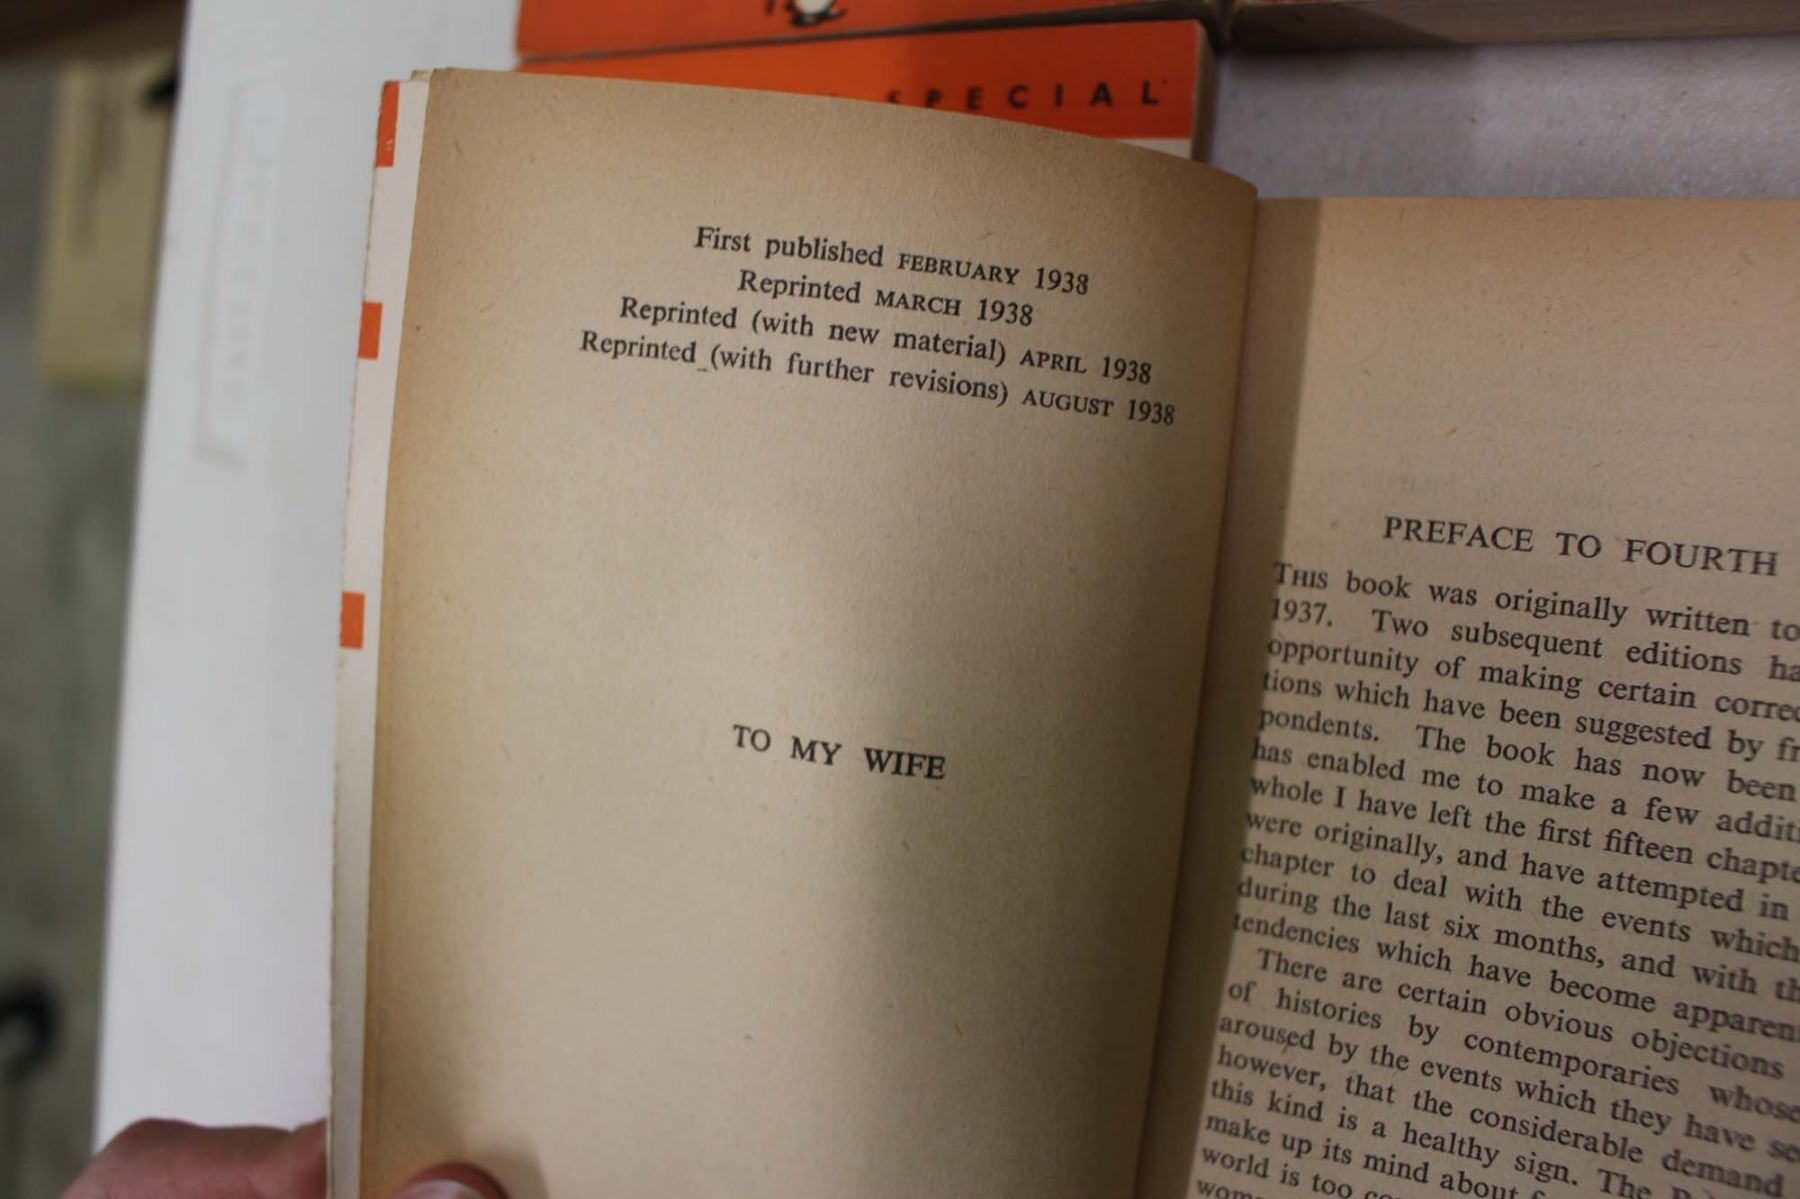 SPECIAL
First published FEBRUARY 1938
Reprinted MARCH 1938
Reprinted (with new material) APRIL 1938
Reprinted (with further revisions) AUGUST 1938
TO MY WIFE
PREFACE TO FOURTH
THIS book was originally written to
1937. Two subsequent editions ha
opportunity of making certain correc
tions which have been suggested by fr
pondents. The book has now been
has enabled me to make a few additi
whole I have left the first fifteen chapte
were originally, and have attempted in
chapter to deal with the events which
during the last six months, and with th
tendencies which have become apparent
There are certain obvious objections
of histories by contemporaries whose
aroused by the events which they have se
however, that the considerable demand
this kind is a healthy sign. The
make up its mind about
world is too